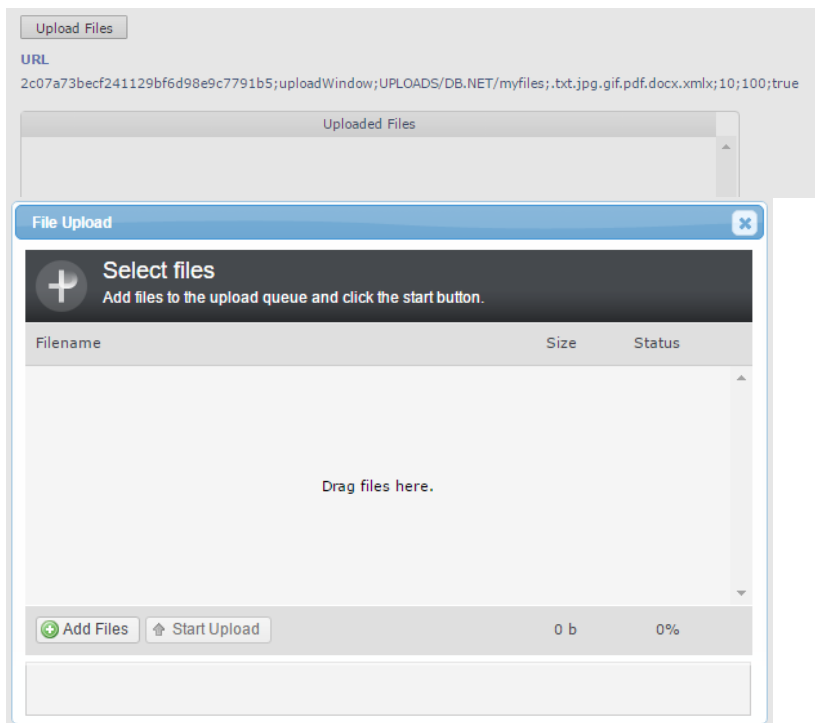 Upload Files
URL
2c07a73becf241129bf6d98e9c7791b5;uploadWindow;UPLOADS/DB.NET/myfiles;.txt.jpg.gif.pdf.docx.xmlx;10;100;true
Uploaded Files
File Upload
Select files
Add files to the upload queue and click the start button.
Filename Size Status
Drag files here.
Add Files Start Upload 0 b 0%